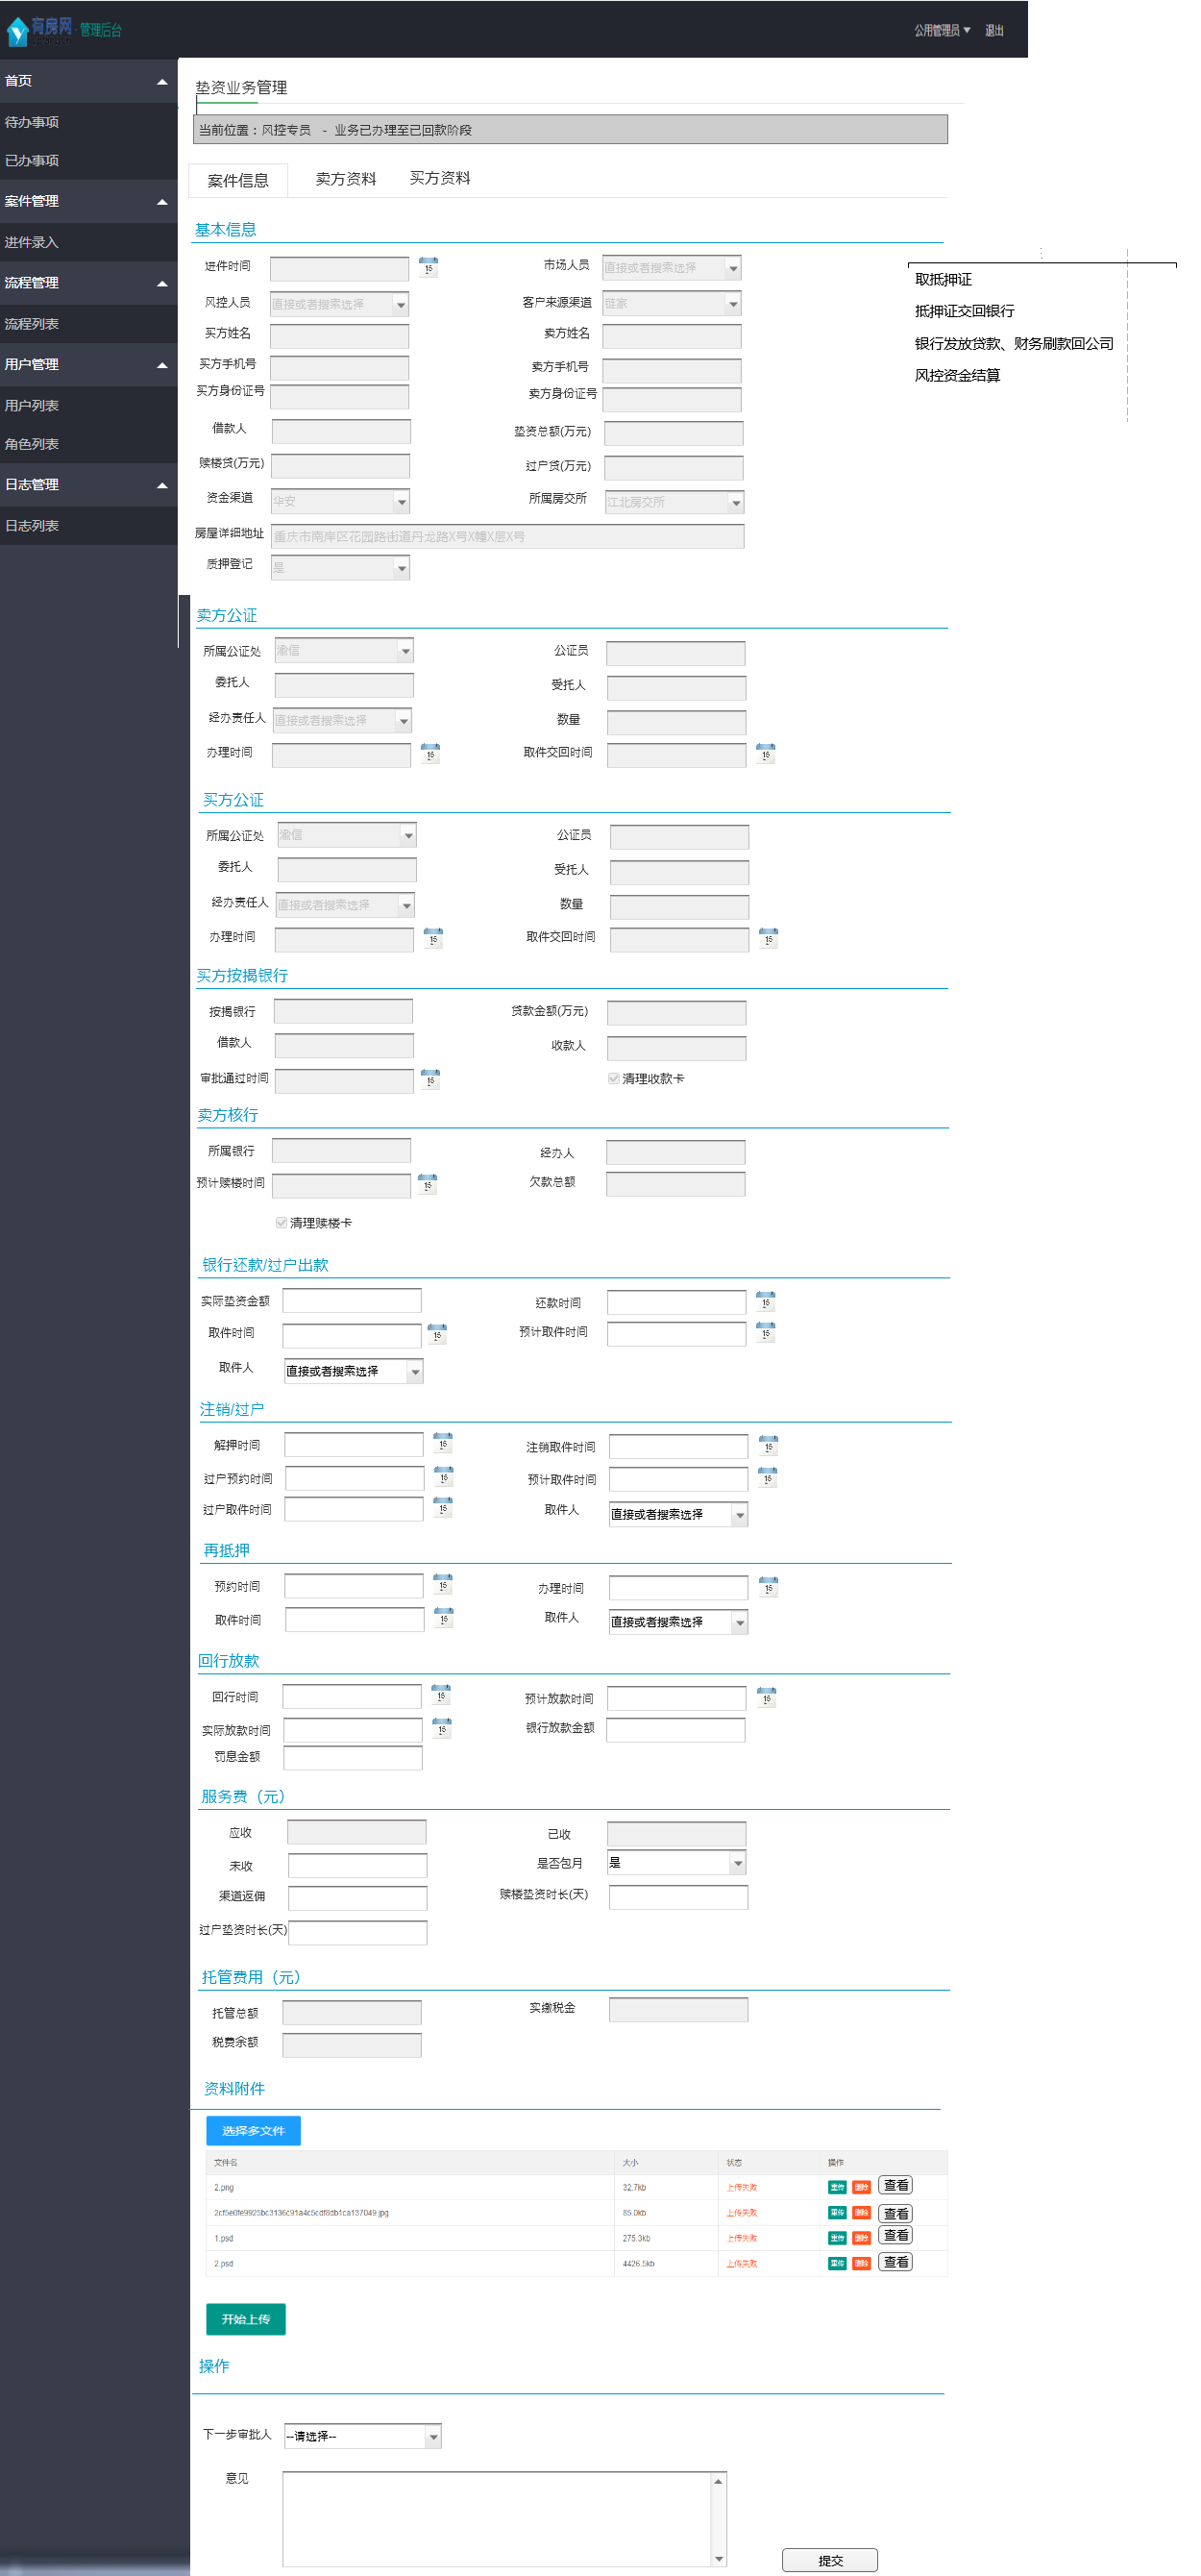 有房网 · 管理后台
公用管理员 退出
首页
待办事项
已办事项
案件管理
进件录入
流程管理
流程列表
用户管理
用户列表
角色列表
日志管理
日志列表
垫资业务管理
当前位置：风控专员 - 业务已办理至已回款阶段
案件信息 卖方资料 买方资料
基本信息
进件时间 市场人员 直接或者搜索选择
风控人员 直接或者搜索选择 客户来源渠道 链家
买方姓名 卖方姓名
买方手机号 卖方手机号
买方身份证号 卖方身份证号
借款人 垫资总额(万元)
赎楼贷(万元) 过户贷(万元)
资金渠道 华安 所属房交所 江北房交所
房屋详细地址 重庆市南岸区花园路街道丹龙路X号X幢X层X号
质押登记 是
取抵押证
抵押证交回银行
银行发放贷款、财务刷款回公司
风控资金结算
卖方公证
所属公证处 渝信 公证员
委托人 受托人
经办责任人 直接或者搜索选择 数量
办理时间 取件交回时间
买方公证
所属公证处 渝信 公证员
委托人 受托人
经办责任人 直接或者搜索选择 数量
办理时间 取件交回时间
买方按揭银行
按揭银行 贷款金额(万元)
借款人 收款人
审批通过时间 清理收款卡
卖方核行
所属银行 经办人
预计赎楼时间 欠款总额
清理赎楼卡
银行还款/过户出款
实际垫资金额 还款时间
取件时间 预计取件时间
取件人 直接或者搜索选择
注销/过户
解押时间 注销取件时间
过户预约时间 预计取件时间
过户取件时间 取件人 直接或者搜索选择
再抵押
预约时间 办理时间
取件时间 取件人 直接或者搜索选择
回行放款
回行时间 预计放款时间
实际放款时间 银行放款金额
罚息金额
服务费（元）
应收 已收
未收 是否包月 是
渠道返佣 赎楼垫资时长(天)
过户垫资时长(天)
托管费用（元）
托管总额 实缴税金
税费余额
资料附件
选择多文件
文件名 大小 状态 操作
2.png 32.7kb 上传失败 重传 删除 查看
2cf5e0fe9925bc3136c91a4c5cdf8db1ca137049.jpg 85.0kb 上传失败 重传 删除 查看
1.psd 275.3kb 上传失败 重传 删除 查看
2.psd 4426.5kb 上传失败 重传 删除 查看
开始上传
操作
下一步审批人 --请选择--
意见
提交